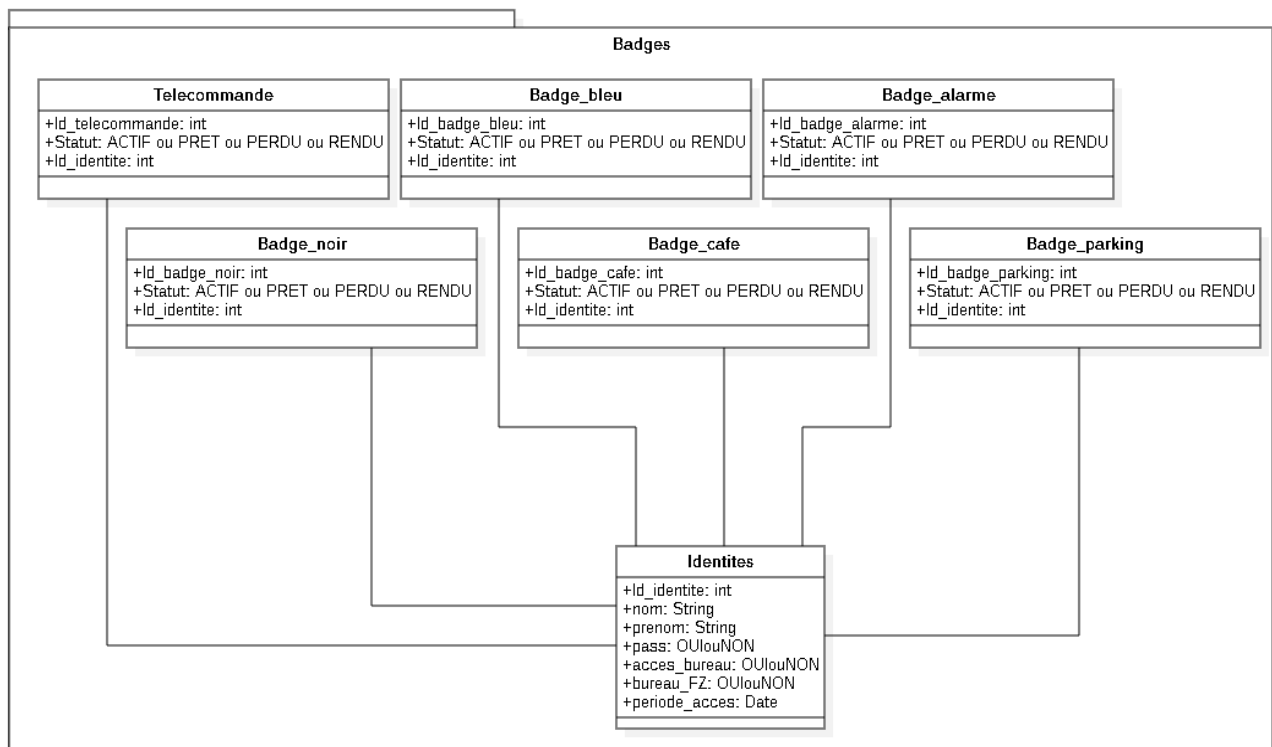 Badges
Telecommande
+Id_telecommande: int
+Statut: ACTIF ou PRET ou PERDU ou RENDU
+Id_identite: int
Badge_bleu
+Id_badge_bleu: int
+Statut: ACTIF ou PRET ou PERDU ou RENDU
+Id_identite: int
Badge_alarme
+Id_badge_alarme: int
+Statut: ACTIF ou PRET ou PERDU ou RENDU
+Id_identite: int
Badge_noir
+Id_badge_noir: int
+Statut: ACTIF ou PRET ou PERDU ou RENDU
+Id_identite: int
Badge_cafe
+Id_badge_cafe: int
+Statut: ACTIF ou PRET ou PERDU ou RENDU
+Id_identite: int
Badge_parking
+Id_badge_parking: int
+Statut: ACTIF ou PRET ou PERDU ou RENDU
+Id_identite: int
Identites
+Id_identite: int
+nom: String
+prenom: String
+pass: OUIouNON
+acces_bureau: OUIouNON
+bureau_FZ: OUIouNON
+periode_acces: Date